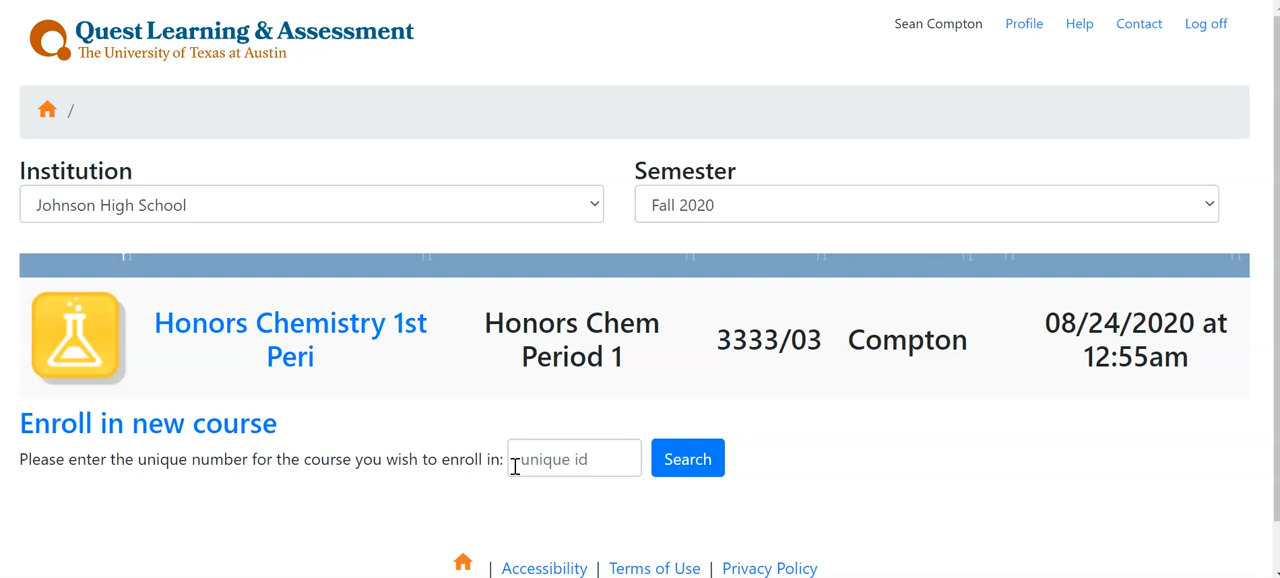 Quest Learning & Assessment
The University of Texas at Austin
Sean Compton Profile Help Contact Log off
/
Institution
Johnson High School
Semester
Fall 2020
Honors Chemistry 1st
Peri
Honors Chem
Period 1
3333/03
Compton
08/24/2020 at
12:55am
Enroll in new course
Please enter the unique number for the course you wish to enroll in: unique id Search
| Accessibility | Terms of Use | Privacy Policy